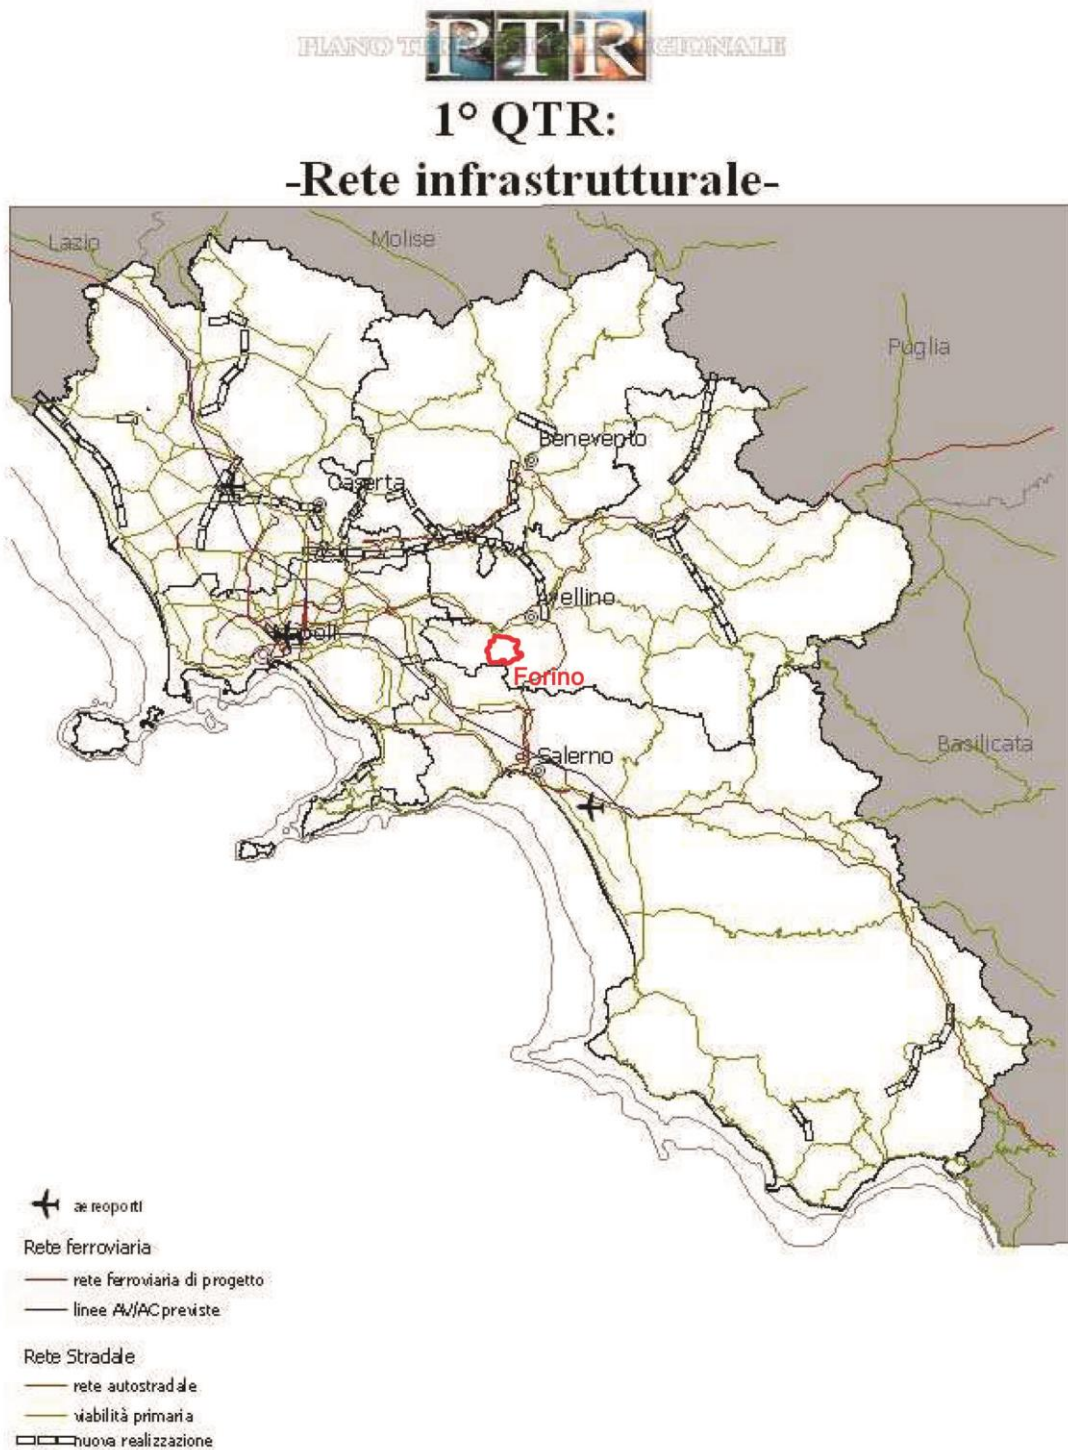 PIANO TERRITORIALE REGIONALE
PTR
1° QTR:
-Rete infrastrutturale-
Lazio
Molise
Puglia
Benevento
Caserta
Avellino
Napoli
Forino
Basilicata
Salerno
aereoporti
Rete ferroviaria
rete ferroviaria di progetto
linee AV/AC previste
Rete Stradale
rete autostradale
viabilità primaria
nuova realizzazione